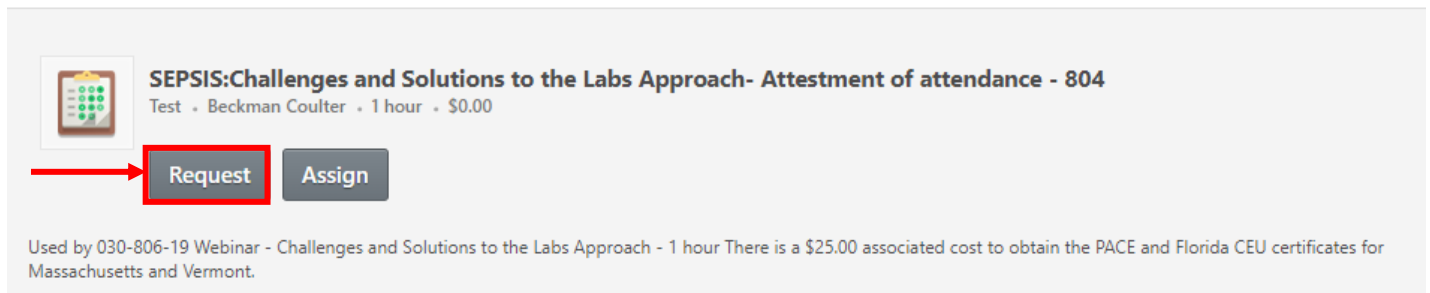 SEPSIS:Challenges and Solutions to the Labs Approach- Attestment of attendance - 804
Test • Beckman Coulter • 1 hour • $0.00
Request Assign
Used by 030-806-19 Webinar - Challenges and Solutions to the Labs Approach - 1 hour There is a $25.00 associated cost to obtain the PACE and Florida CEU certificates for
Massachusetts and Vermont.